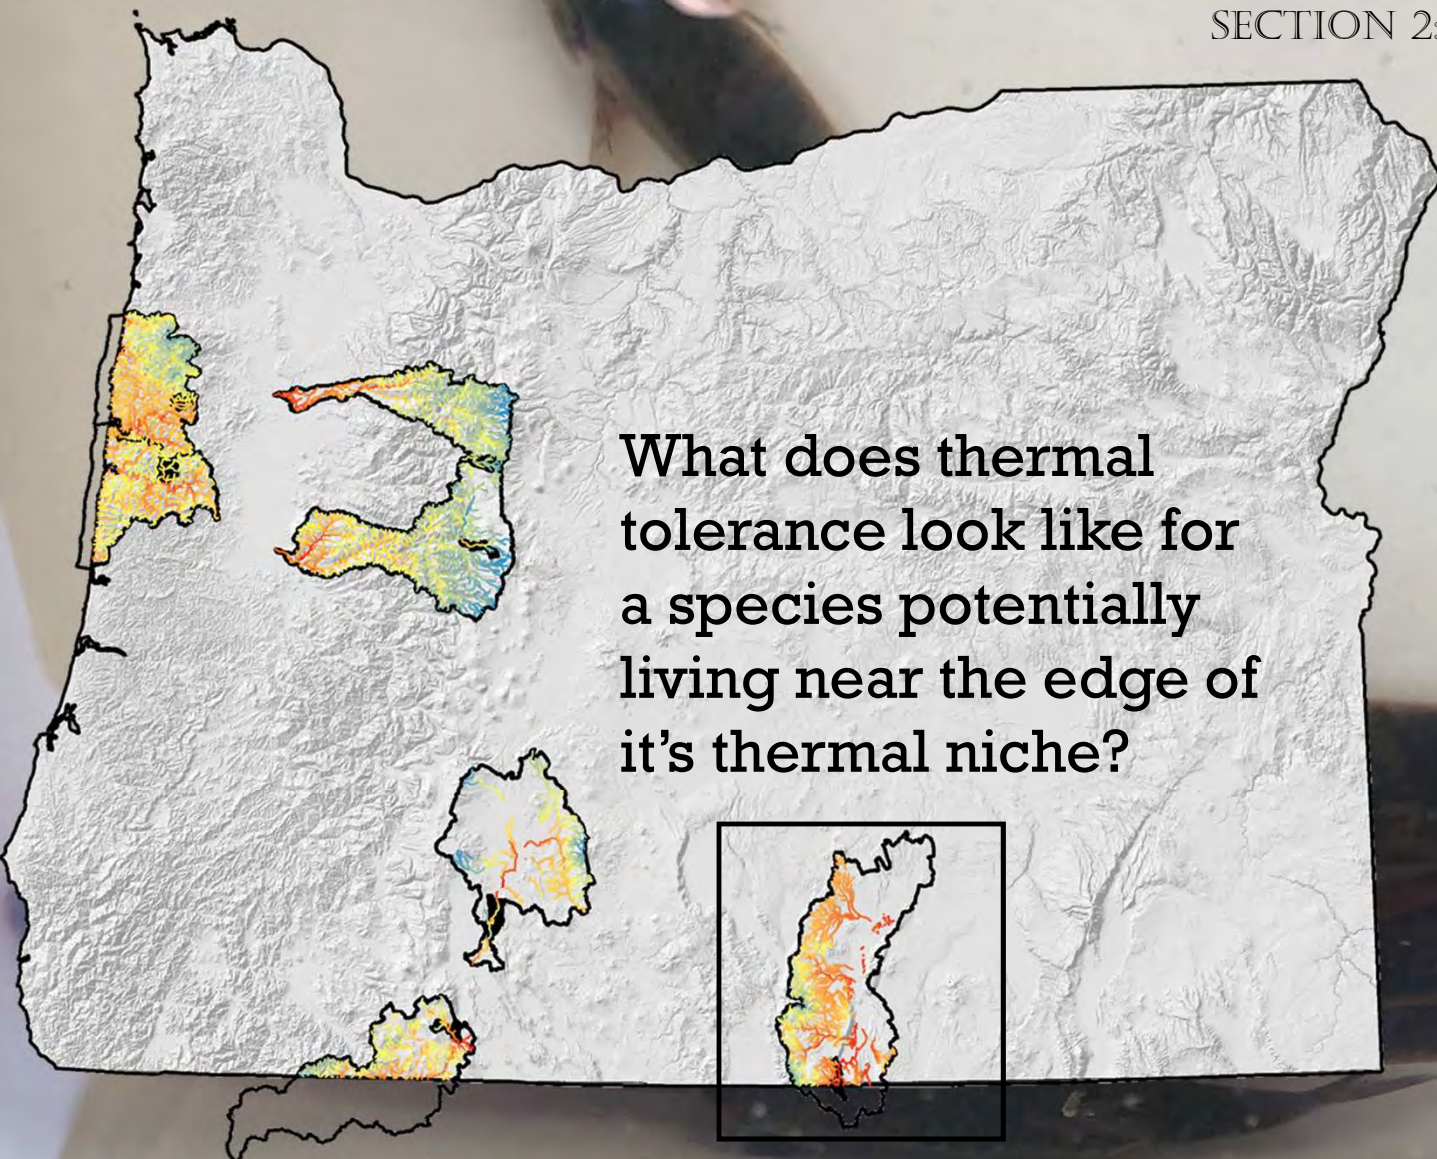 SECTION 2:
What does thermal
tolerance look like for
a species potentially
living near the edge of
it’s thermal niche?